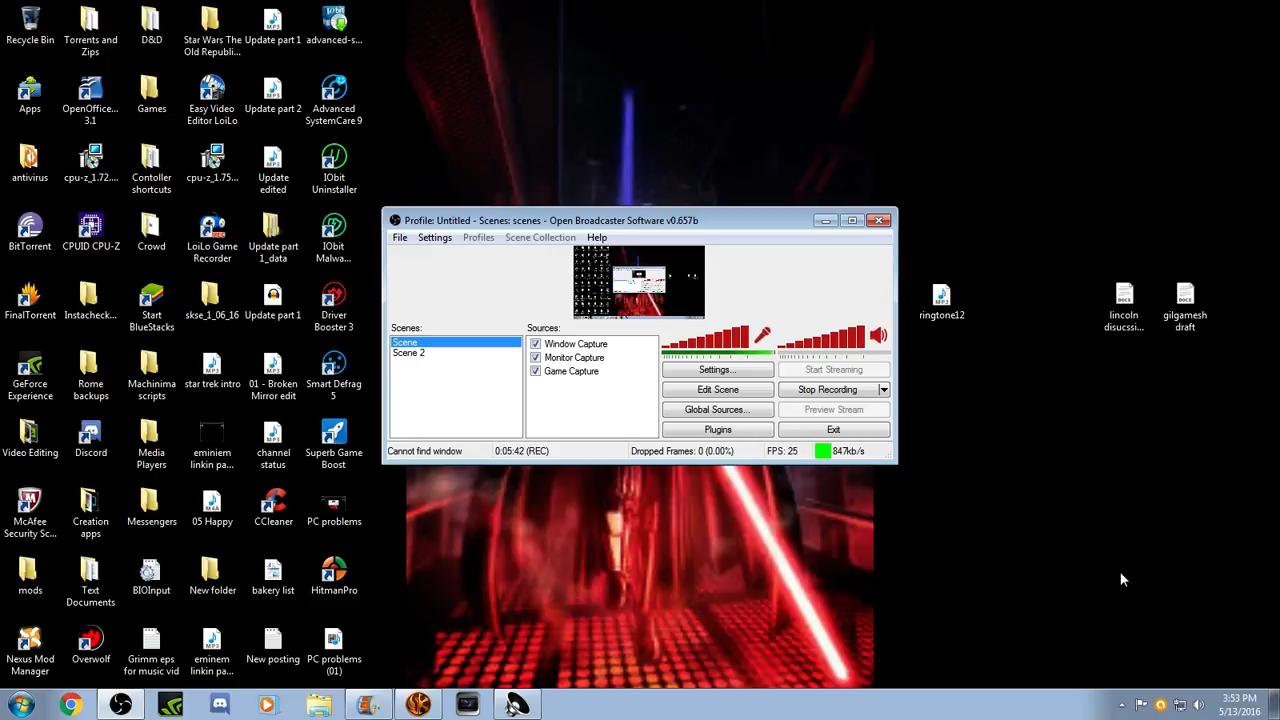 Recycle Bin
Torrents and
Zips
D&D
Star Wars The
Old Republi...
Update part 1
advanced-s...
Apps
OpenOffice...
3.1
Games
Easy Video
Editor LoiLo
Update part 2
Advanced
SystemCare 9
antivirus
cpu-z_1.72....
Contoller
shortcuts
cpu-z_1.75...
Update
edited
IObit
Uninstaller
BitTorrent
CPUID CPU-Z
Crowd
LoiLo Game
Recorder
Update part
1_data
IObit
Malwa...
FinalTorrent
Instacheck...
Start
BlueStacks
skse_1_06_16
Update part 1
Driver
Booster 3
GeForce
Experience
Rome
backups
Machinima
scripts
star trek intro
01 - Broken
Mirror edit
Smart Defrag
5
Video Editing
Discord
Media
Players
eminem
linkin pa...
channel
status
Superb Game
Boost
McAfee
Security Sc...
Creation
apps
Messengers
05 Happy
CCleaner
PC problems
mods
Text
Documents
BIOInput
New folder
bakery list
HitmanPro
Nexus Mod
Manager
Overwolf
Grimm eps
for music vid
eminem
linkin pa...
New posting
PC problems
(01)
Profile: Untitled - Scenes: scenes - Open Broadcaster Software v0.657b
File Settings Profiles Scene Collection Help
Scenes:
Scene
Scene 2
Sources:
Window Capture
Monitor Capture
Game Capture
Settings...
Start Streaming
Edit Scene
Stop Recording
Global Sources...
Preview Stream
Plugins
Exit
Cannot find window
0:05:42 (REC)
Dropped Frames: 0 (0.00%)
FPS: 25
847kb/s
ringtone12
lincoln
disucssi...
gilgamesh
draft
3:53 PM
5/13/2016